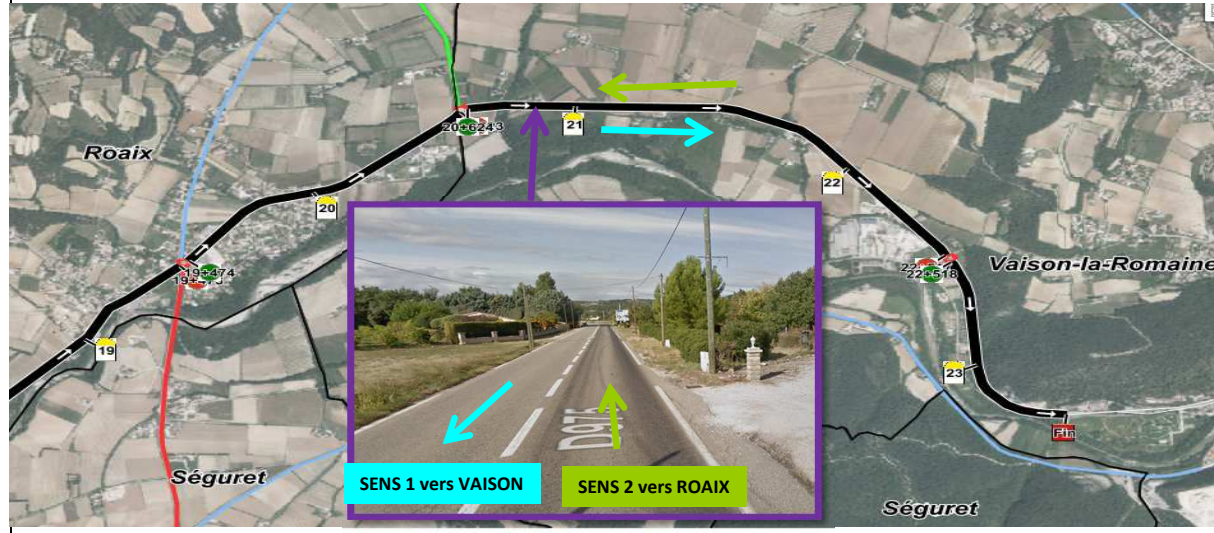 20+6243
21
Roaix
22
20
19+474
22+518
Vaison-la-Romaine
19
23
D975
Fin
Séguret
SENS 1 vers VAISON
SENS 2 vers ROAIX
Séguret